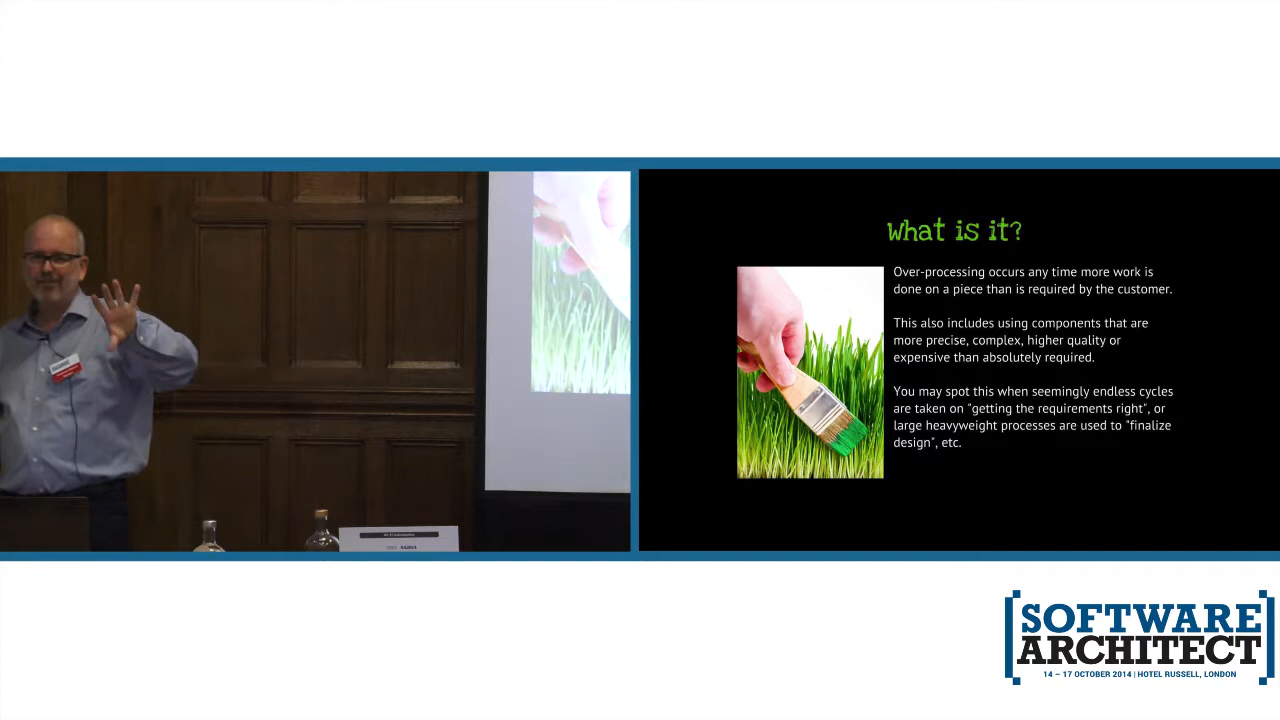 What is it?
Over-processing occurs any time more work is
done on a piece than is required by the customer.
This also includes using components that are
more precise, complex, higher quality or
expensive than absolutely required.
You may spot this when seemingly endless cycles
are taken on "getting the requirements right", or
large heavyweight processes are used to "finalize
design", etc.
SOFTWARE
ARCHITECT
14 – 17 OCTOBER 2014 | HOTEL RUSSELL, LONDON